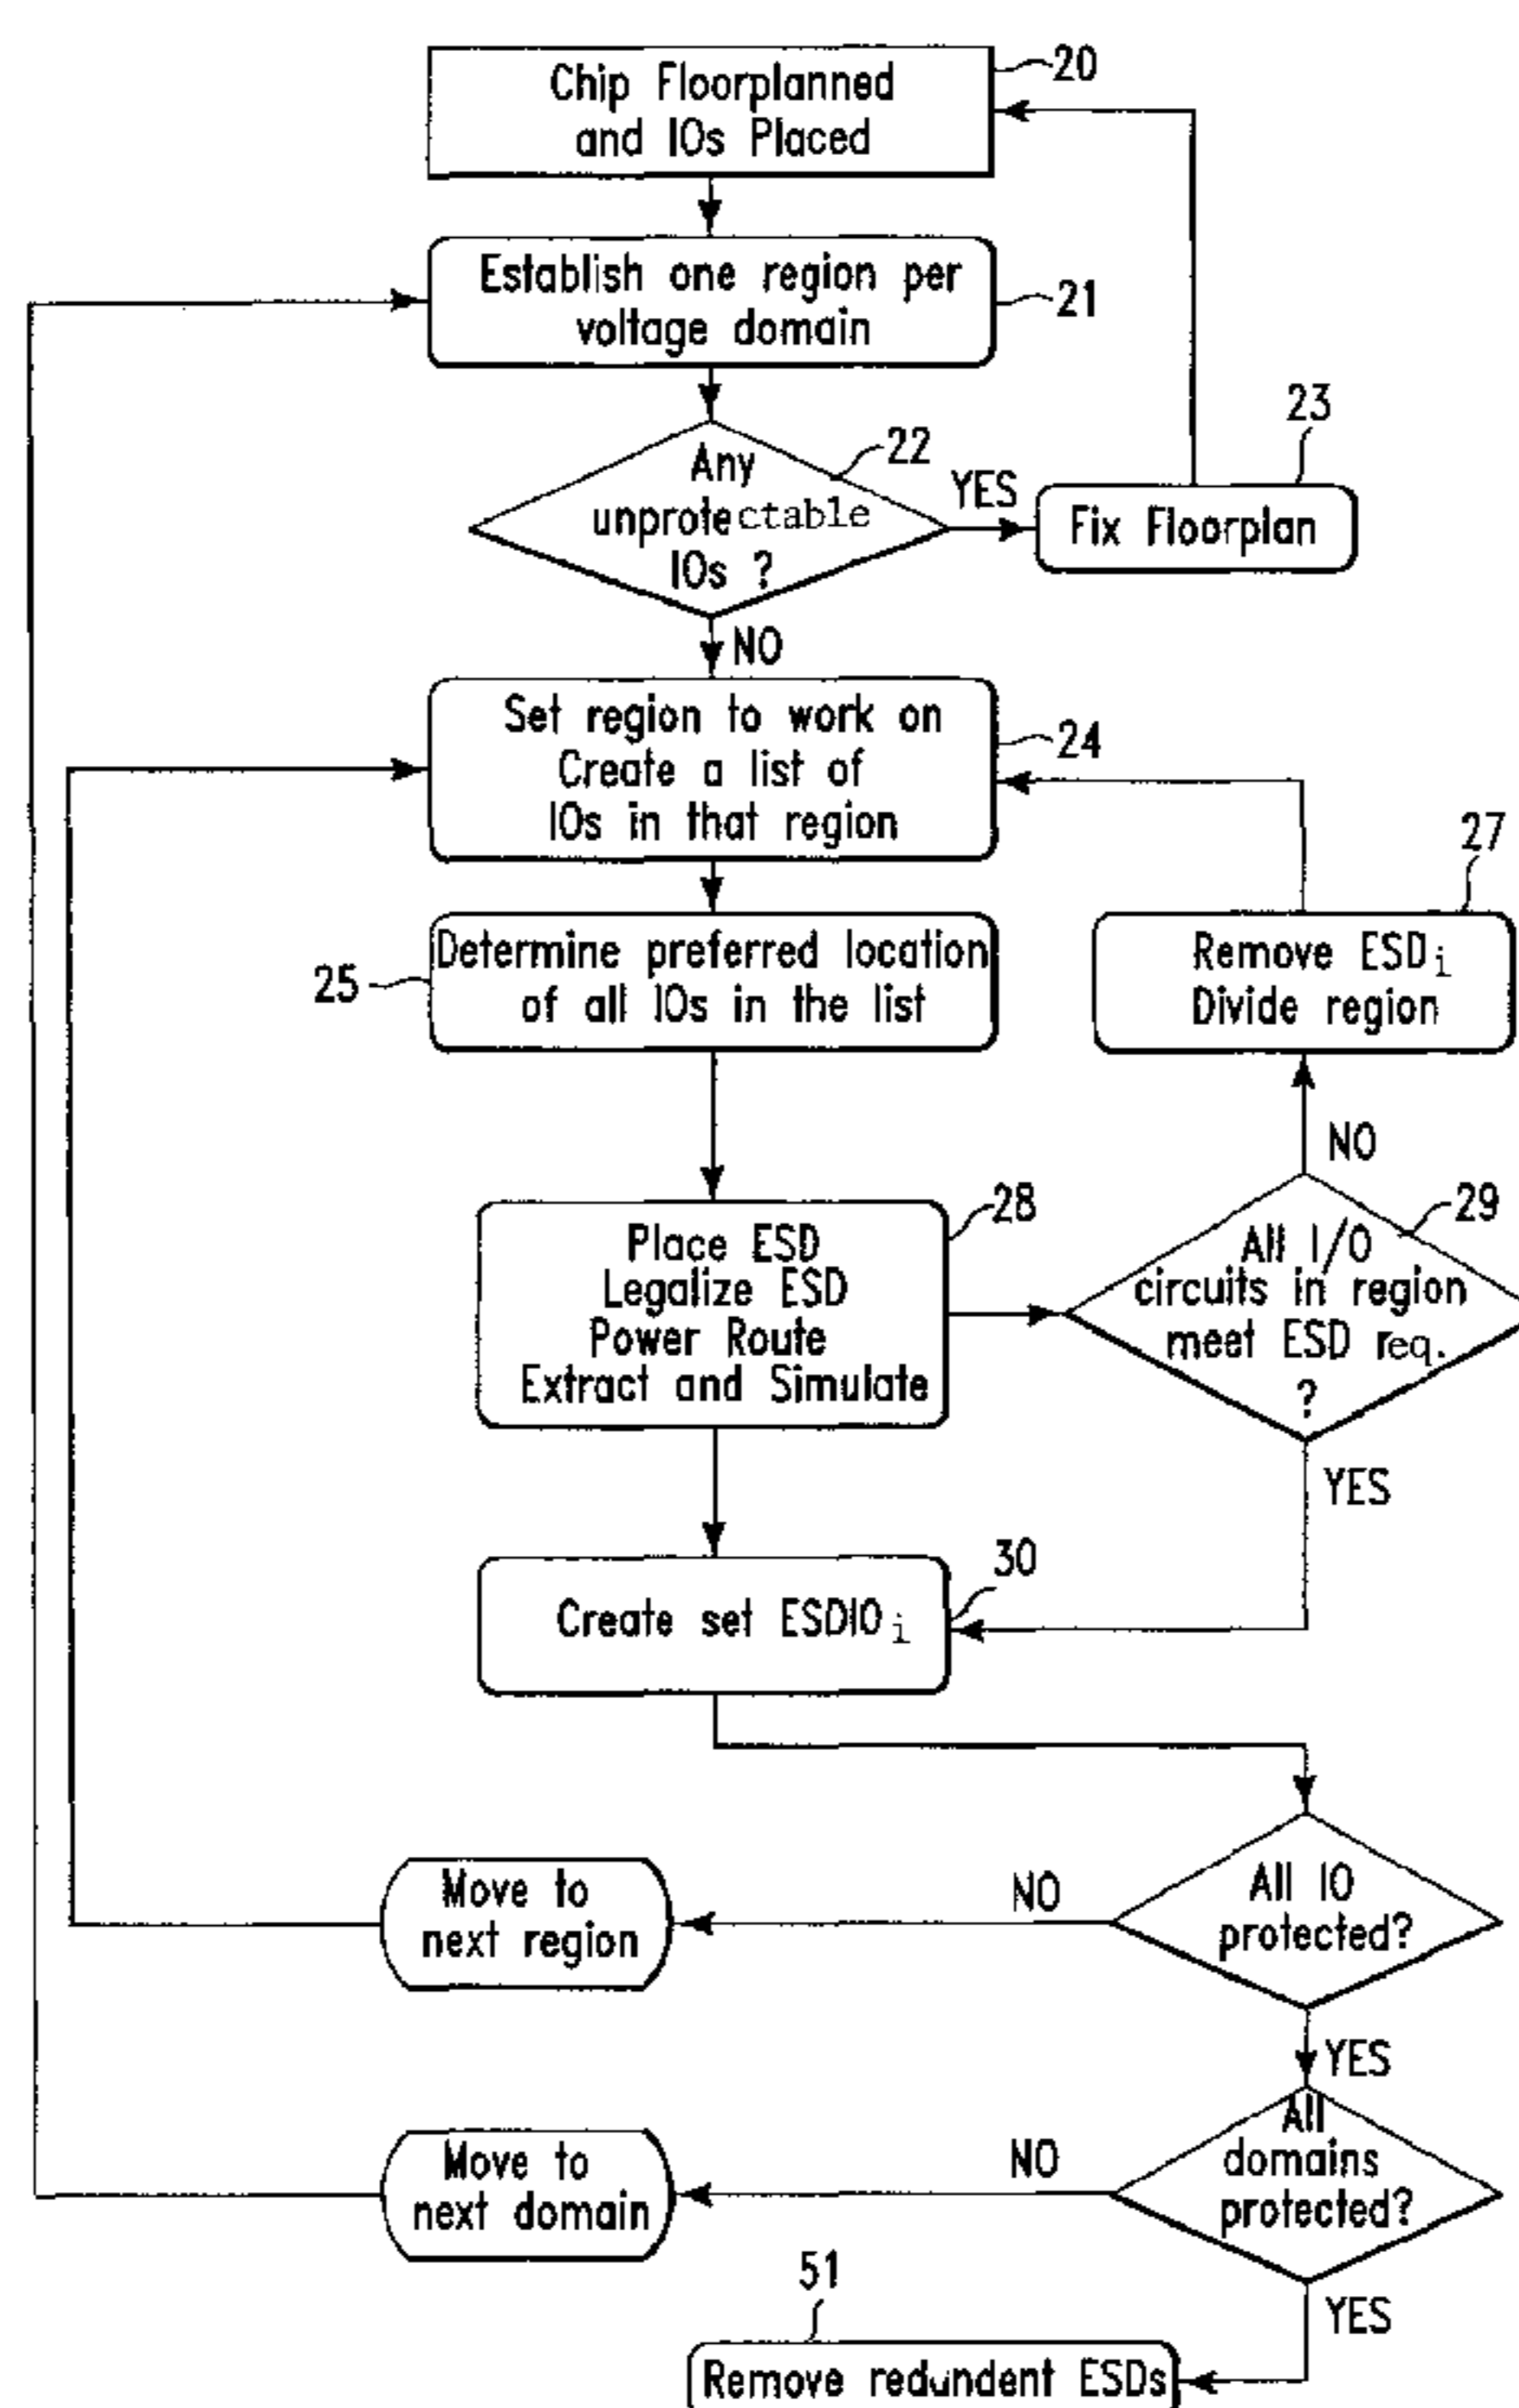 20
Chip Floorplanned
and IOs Placed
Establish one region per
voltage domain
21
22
Any
unprotectable
IOs ?
YES
23
Fix Floorplan
NO
Set region to work on
Create a list of
IOs in that region
24
25
Determine preferred location
of all IOs in the list
27
Remove ESDi
Divide region
NO
28
Place ESD
Legalize ESD
Power Route
Extract and Simulate
29
All I/O
circuits in region
meet ESD req.
?
YES
30
Create set ESDIOi
All IO
protected?
NO
Move to
next region
YES
All
domains
protected?
NO
Move to
next domain
YES
51
Remove redundent ESDs